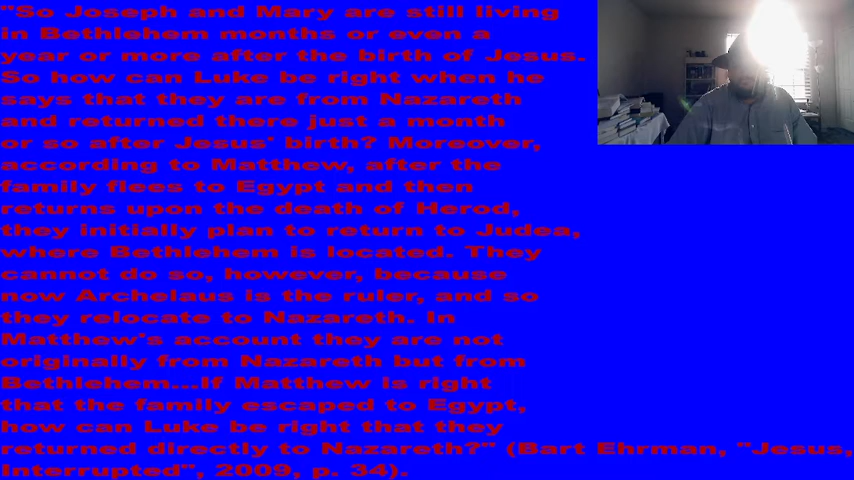 "So Joseph and Mary are still living
in Bethlehem months or even a
year or more after the birth of Jesus.
So how can Luke be right when he
says that they are from Nazareth
and returned there just a month
or so after Jesus' birth? Moreover,
according to Matthew, after the
family flees to Egypt and then
returns upon the death of Herod,
they initially plan to return to Judea,
where Bethlehem is located. They
cannot do so, however, because
now Archelaus is the ruler, and so
they relocate to Nazareth. In
Matthew's account they are not
originally from Nazareth but from
Bethlehem...If Matthew is right
that the family escaped to Egypt,
how can Luke be right that they
returned directly to Nazareth?" (Bart Ehrman, "Jesus,
Interrupted", 2009, p. 34).